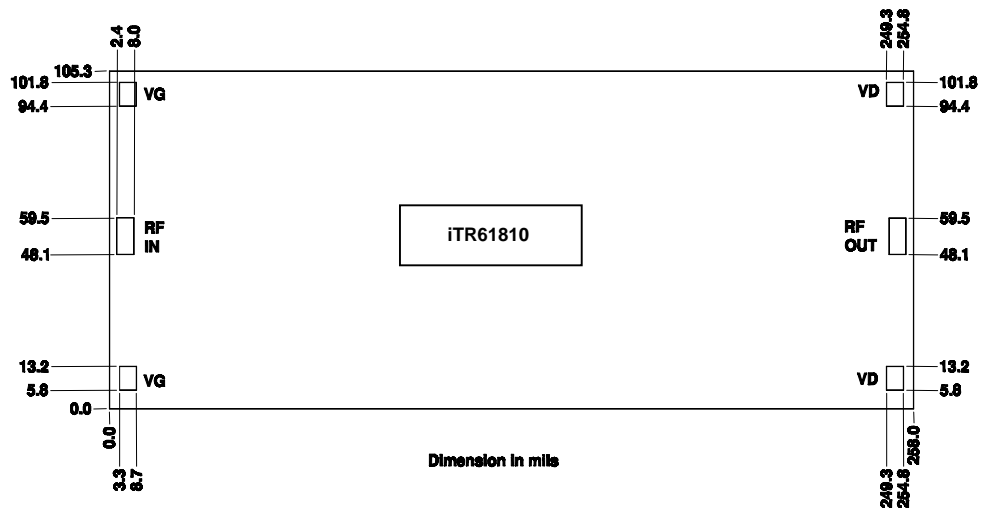 2.4
8.0
249.3
254.8
105.3
101.8
94.4
VG
VD
101.8
94.4
59.5
48.1
RF
IN
iTR61810
RF
OUT
59.5
48.1
13.2
5.8
0.0
VG
VD
13.2
5.8
0.0
258.0
Dimension in mils
3.3
8.7
249.3
254.8